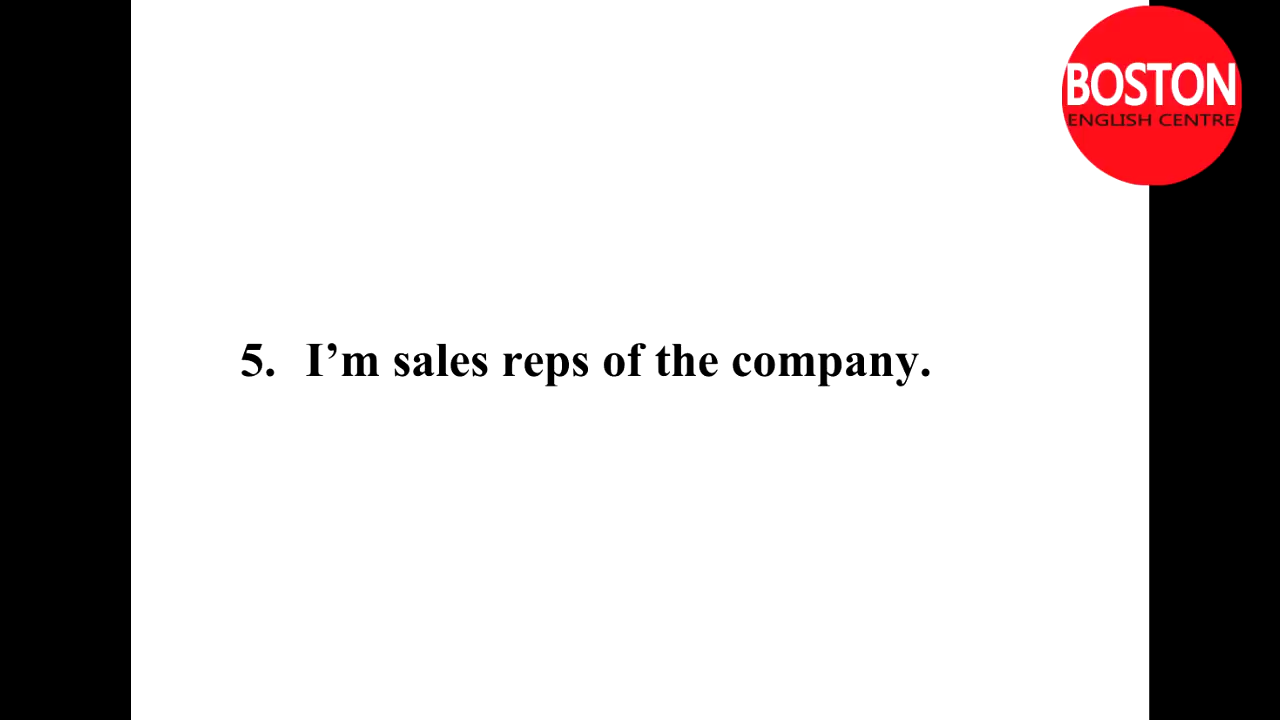 BOSTON
ENGLISH CENTRE
5. I’m sales reps of the company.